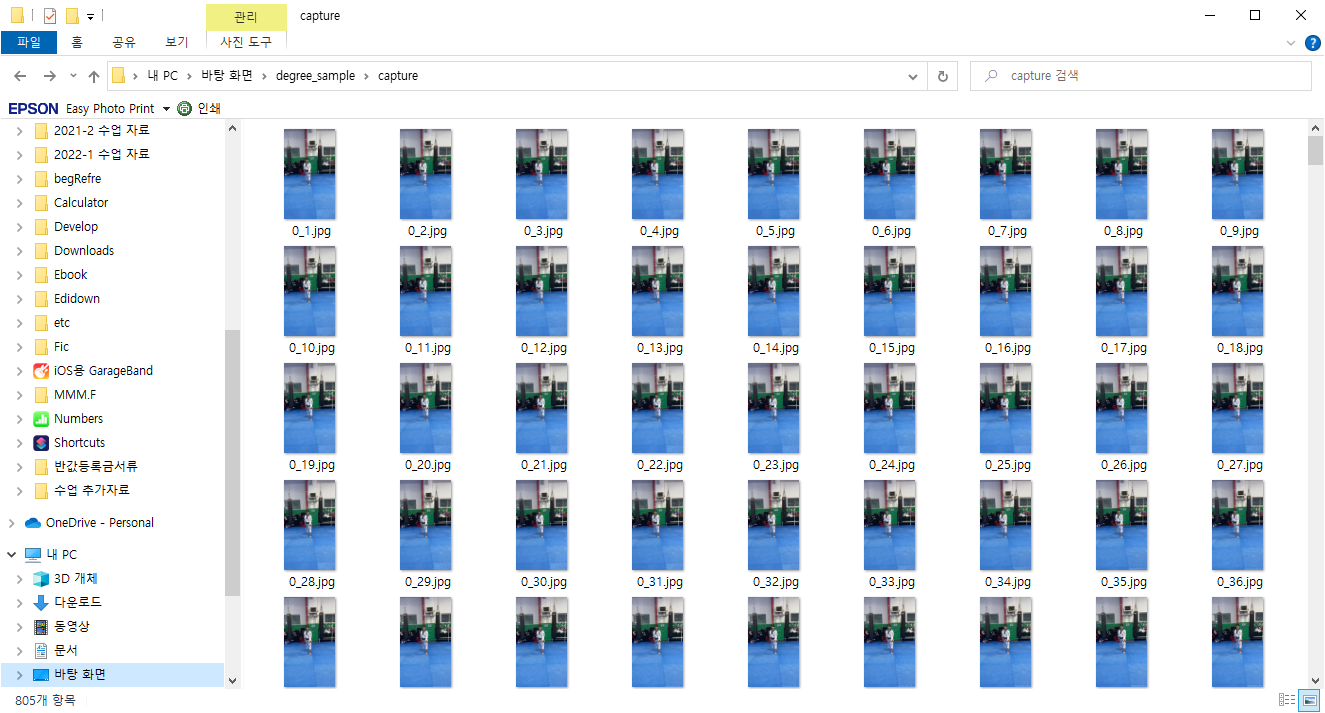 관리
capture
파일
홈
공유
보기
사진 도구
?
내 PC > 바탕 화면 > degree_sample > capture
capture 검색
EPSON Easy Photo Print 인쇄
2021-2 수업 자료
2022-1 수업 자료
begRefre
Calculator
Develop
Downloads
Ebook
Edidown
etc
Fic
iOS용 GarageBand
MMM.F
Numbers
Shortcuts
반값등록금서류
수업 추가자료
OneDrive - Personal
내 PC
3D 개체
다운로드
동영상
문서
바탕 화면
0_1.jpg
0_2.jpg
0_3.jpg
0_4.jpg
0_5.jpg
0_6.jpg
0_7.jpg
0_8.jpg
0_9.jpg
0_10.jpg
0_11.jpg
0_12.jpg
0_13.jpg
0_14.jpg
0_15.jpg
0_16.jpg
0_17.jpg
0_18.jpg
0_19.jpg
0_20.jpg
0_21.jpg
0_22.jpg
0_23.jpg
0_24.jpg
0_25.jpg
0_26.jpg
0_27.jpg
0_28.jpg
0_29.jpg
0_30.jpg
0_31.jpg
0_32.jpg
0_33.jpg
0_34.jpg
0_35.jpg
0_36.jpg
805개 항목